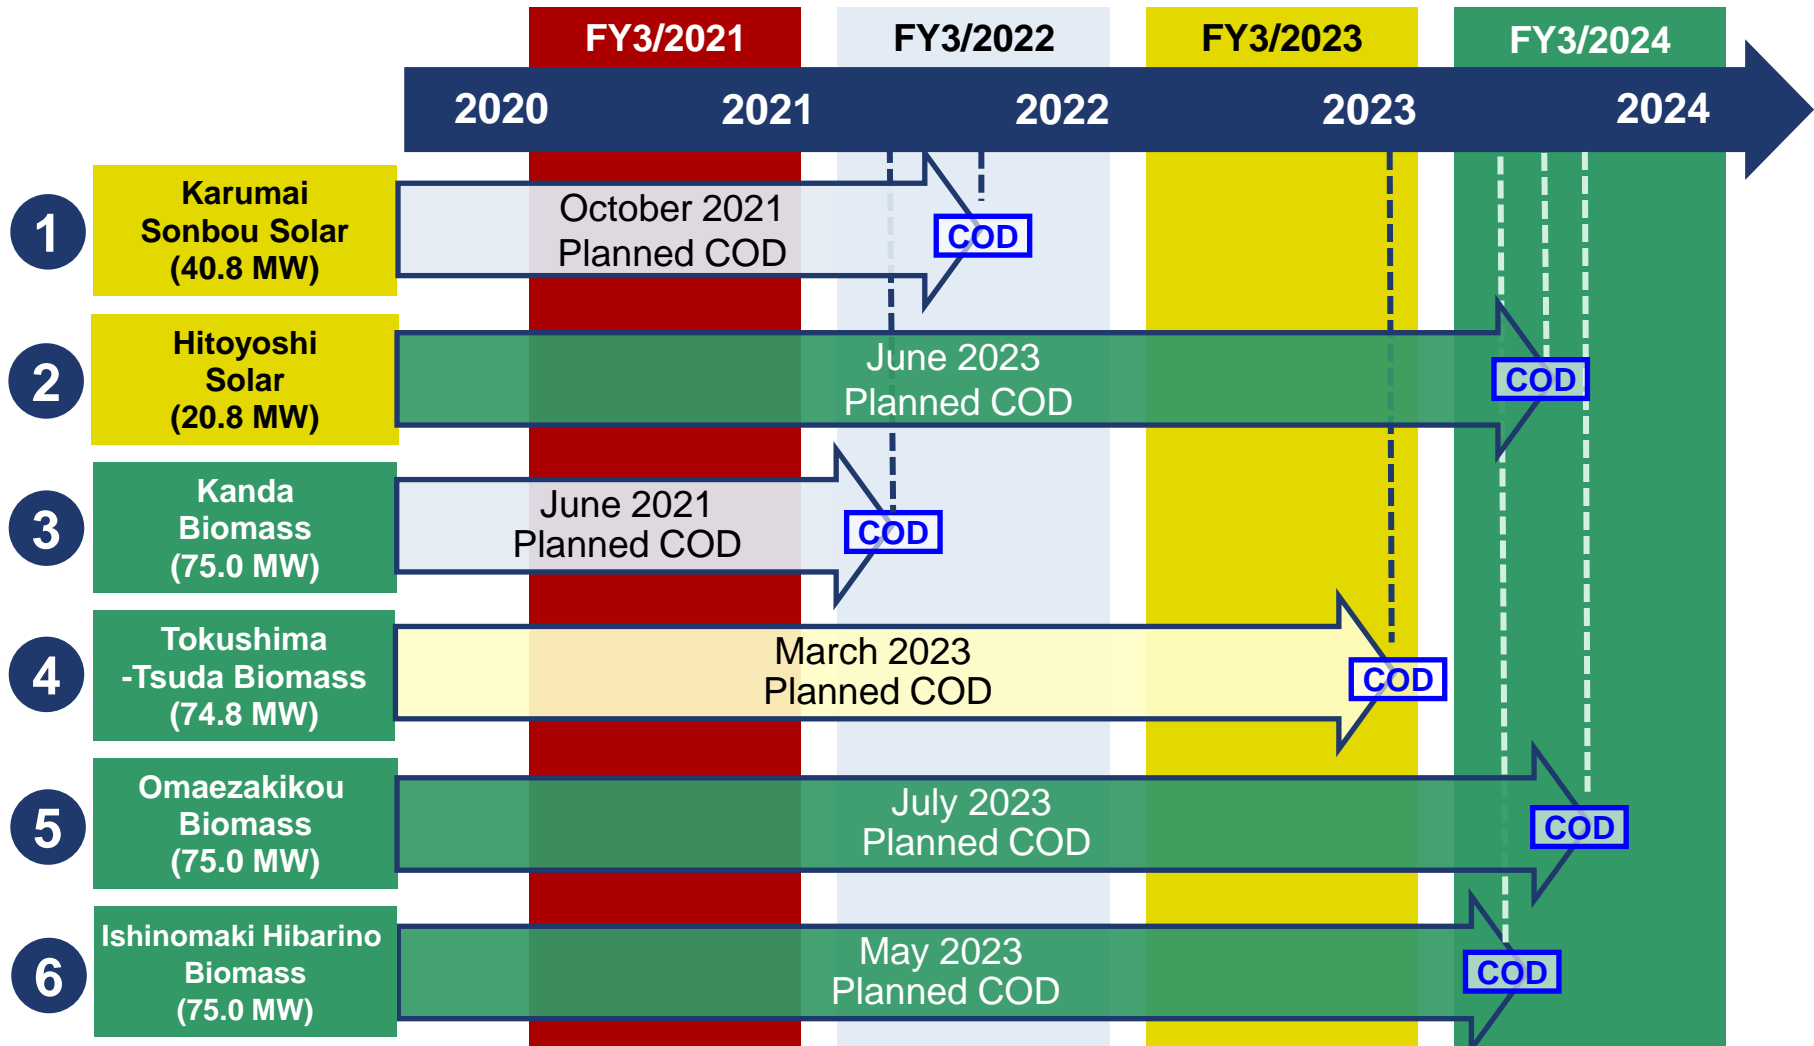 FY3/2021
FY3/2022
FY3/2023
FY3/2024
2020
2021
2022
2023
2024
1
Karumai
Sonbou Solar
(40.8 MW)
October 2021
Planned COD
COD
2
Hitoyoshi
Solar
(20.8 MW)
June 2023
Planned COD
COD
3
Kanda
Biomass
(75.0 MW)
June 2021
Planned COD
COD
4
Tokushima
-Tsuda Biomass
(74.8 MW)
March 2023
Planned COD
COD
5
Omaezakikou
Biomass
(75.0 MW)
July 2023
Planned COD
COD
6
Ishinomaki Hibarino
Biomass
(75.0 MW)
May 2023
Planned COD
COD